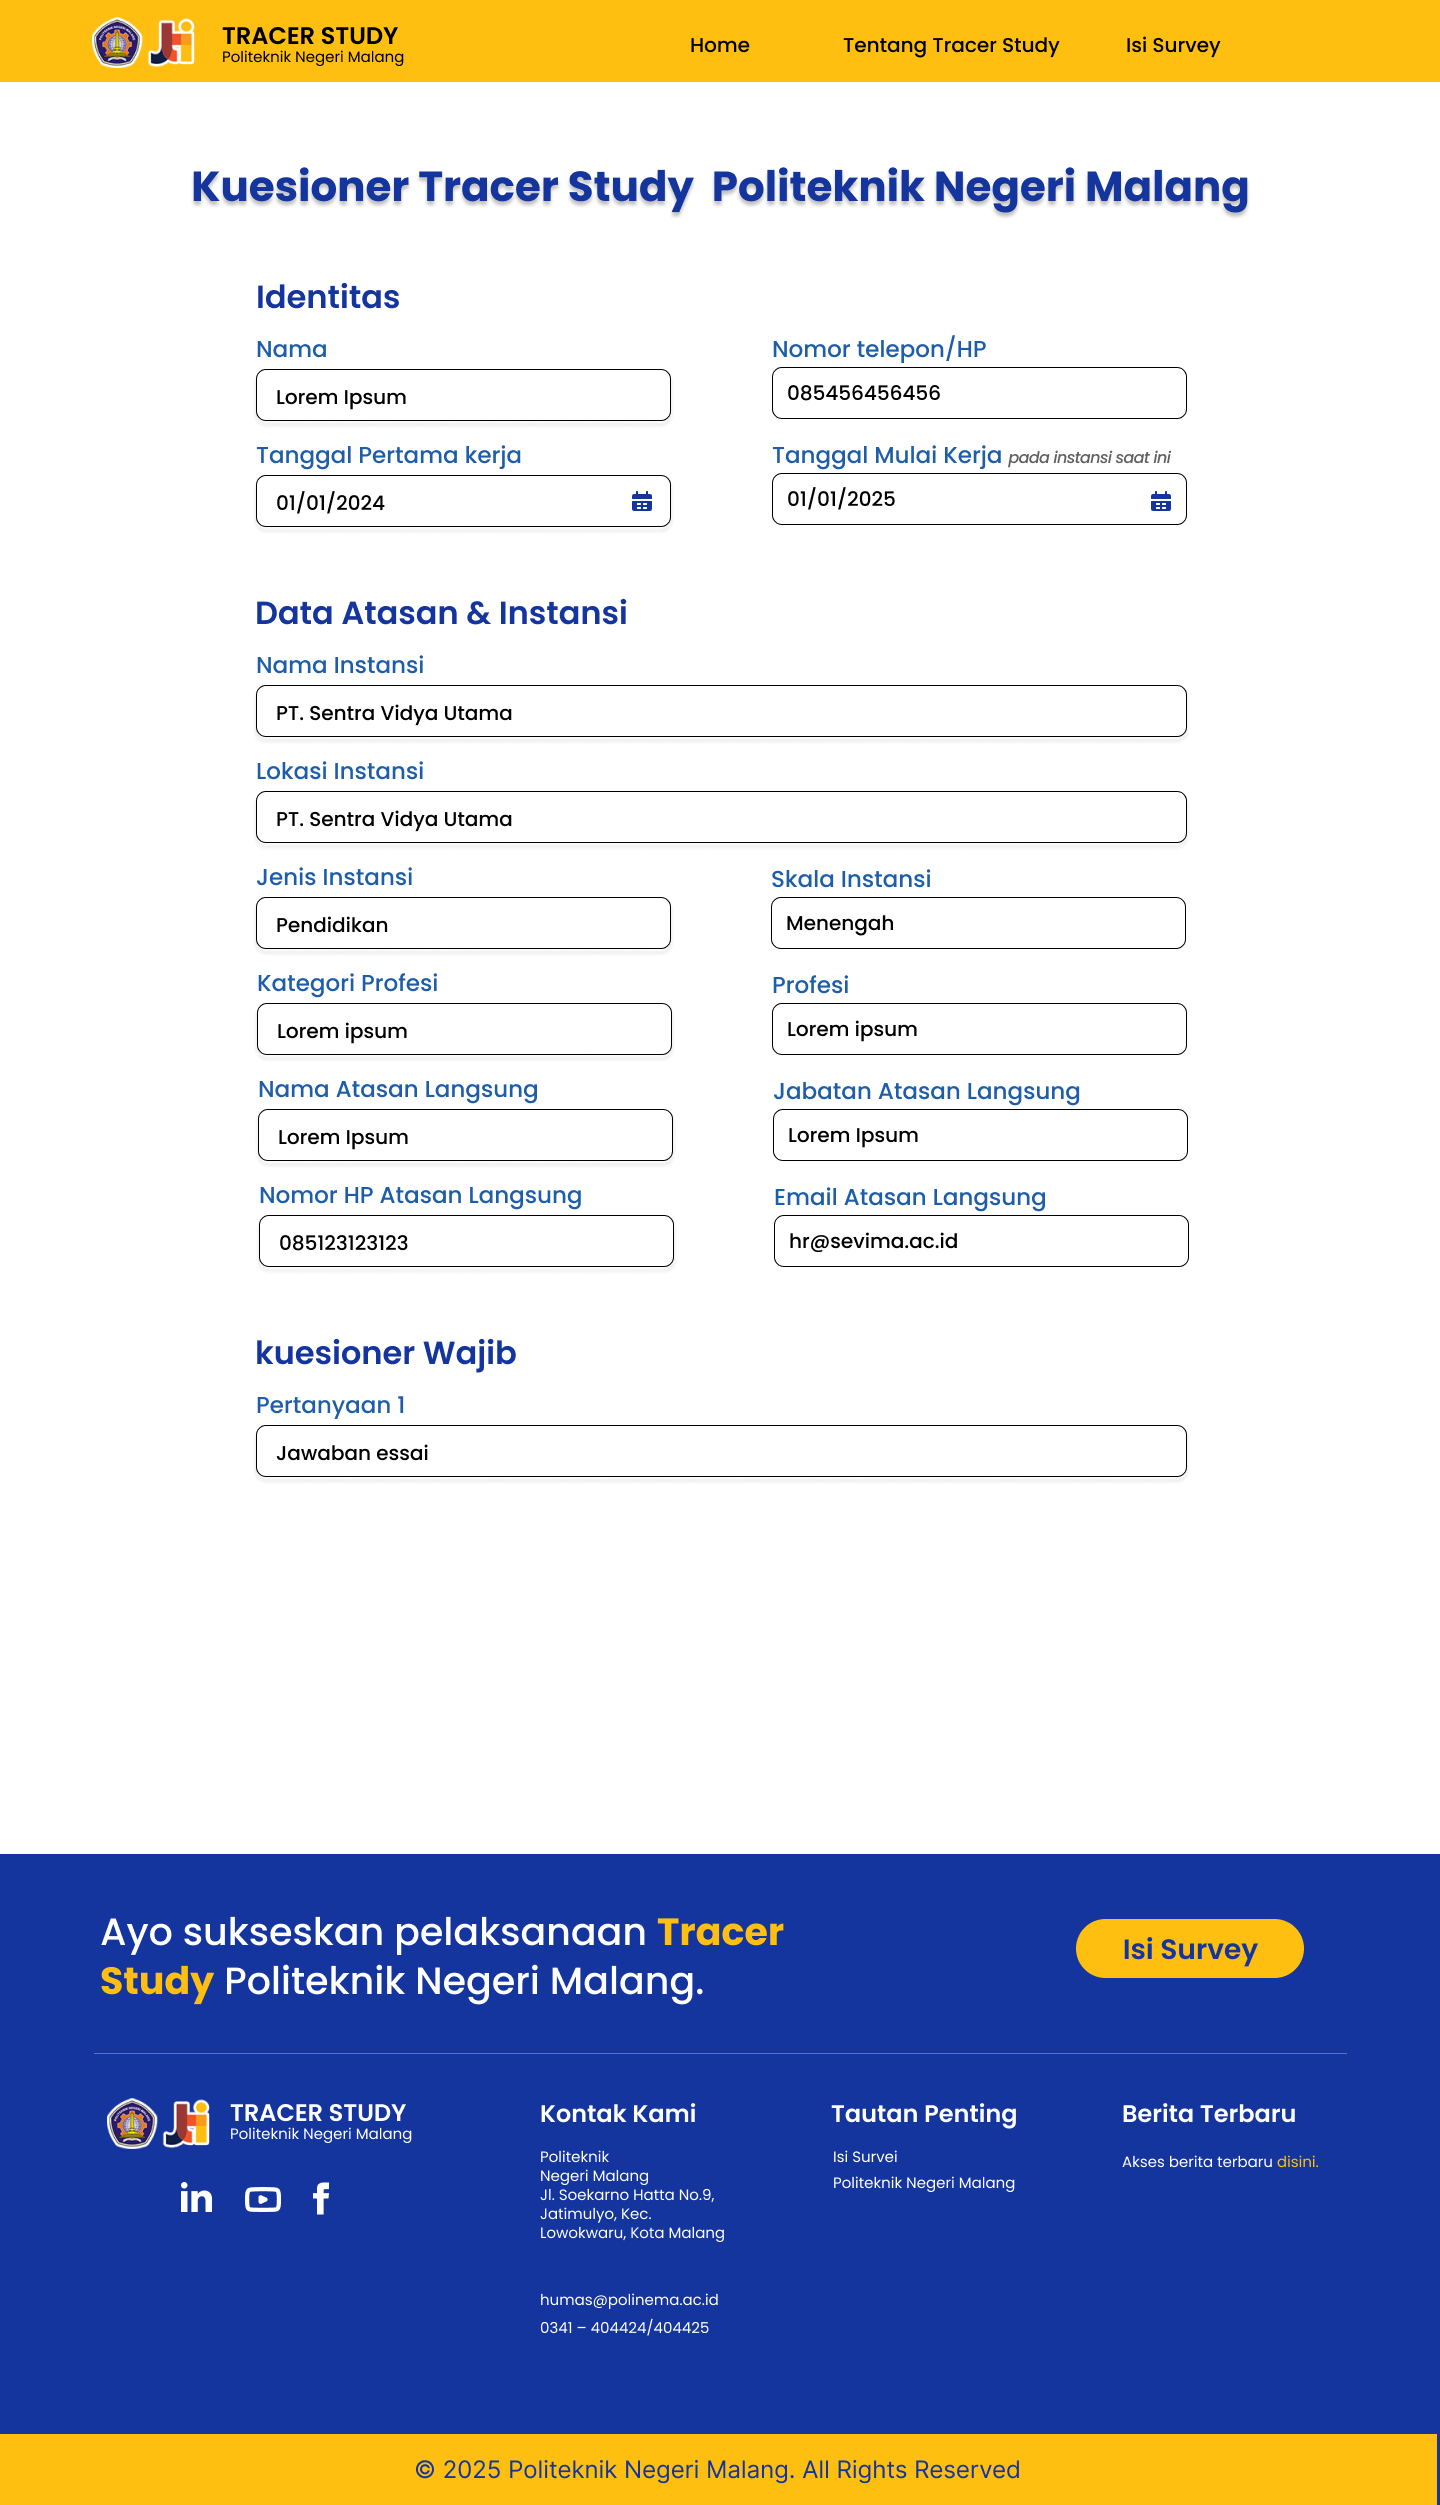 TRACER STUDY
Politeknik Negeri Malang
Home
Tentang Tracer Study
Isi Survey
Kuesioner Tracer Study Politeknik Negeri Malang
Identitas
Nama
Nomor telepon/HP
Lorem Ipsum
085456456456
Tanggal Pertama kerja
Tanggal Mulai Kerja pada instansi saat ini
01/01/2024
01/01/2025
Data Atasan & Instansi
Nama Instansi
PT. Sentra Vidya Utama
Lokasi Instansi
PT. Sentra Vidya Utama
Jenis Instansi
Skala Instansi
Pendidikan
Menengah
Kategori Profesi
Profesi
Lorem ipsum
Lorem ipsum
Nama Atasan Langsung
Jabatan Atasan Langsung
Lorem Ipsum
Lorem Ipsum
Nomor HP Atasan Langsung
Email Atasan Langsung
085123123123
hr@sevima.ac.id
kuesioner Wajib
Pertanyaan 1
Jawaban essai
Ayo sukseskan pelaksanaan Tracer
Study Politeknik Negeri Malang.
Isi Survey
TRACER STUDY
Politeknik Negeri Malang
Kontak Kami
Politeknik
Negeri Malang
Jl. Soekarno Hatta No.9,
Jatimulyo, Kec.
Lowokwaru, Kota Malang
humas@polinema.ac.id
0341 – 404424/404425
Tautan Penting
Isi Survei
Politeknik Negeri Malang
Berita Terbaru
Akses berita terbaru disini.
© 2025 Politeknik Negeri Malang. All Rights Reserved